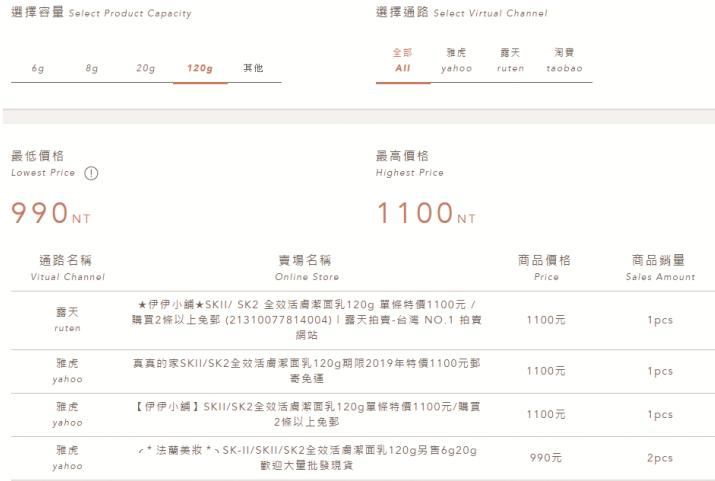 選擇容量 Select Product Capacity
選擇通路 Select Virtual Channel
6g 8g 20g 120g 其他
全部 雅虎 露天 淘寶
All yahoo ruten taobao
最低價格
Lowest Price
最高價格
Highest Price
990NT
1100NT
通路名稱 賣場名稱 商品價格 商品銷量
Vitual Channel Online Store Price Sales Amount
露天
ruten
★伊伊小舖★SKII/ SK2 全效活膚潔面乳120g 單條特價1100元 /
購買2條以上免郵 (21310077814004) | 露天拍賣-台灣 NO.1 拍賣
網站
1100元 1pcs
雅虎
yahoo
真真的家SKII/SK2全效活膚潔面乳120g期限2019年特價1100元郵
寄免運
1100元 1pcs
雅虎
yahoo
【伊伊小舖】SKII/SK2全效活膚潔面乳120g單條特價1100元/購買
2條以上免郵
1100元 1pcs
雅虎
yahoo
╭*法蘭美妝*╮SK-II/SKII/SK2全效活膚潔面乳120g另售6g20g
歡迎大量批發現貨
990元 2pcs